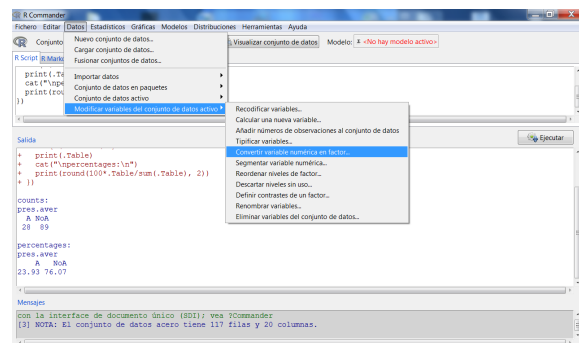 R Commander
Fichero Editar Datos Estadísticos Gráficas Modelos Distribuciones Herramientas Ayuda
Conjunto
Visualizar conjunto de datos
Modelo: Σ <No hay modelo activo>
Nuevo conjunto de datos...
Cargar conjunto de datos...
Fusionar conjuntos de datos...
Importar datos
Conjunto de datos en paquetes
Conjunto de datos activo
Modificar variables del conjunto de datos activo
R Script R Mark
print(.Ta
cat("\npe
print(rou
})
Recodificar variables...
Calcular una nueva variable...
Añadir números de observaciones al conjunto de datos
Tipificar variables...
Convertir variable numérica en factor...
Segmentar variable numérica...
Reordenar niveles de factor...
Descartar niveles sin uso...
Definir contrastes de un factor...
Renombrar variables...
Eliminar variables del conjunto de datos...
Salida
Ejecutar
+ print(.Table)
+ cat("\npercentages:\n")
+ print(round(100*.Table/sum(.Table), 2))
+ })
counts:
pres.aver
A NoA
28 89
percentages:
pres.aver
A NoA
23.93 76.07
Mensajes
con la interface de documento único (SDI); vea ?Commander
[3] NOTA: El conjunto de datos acero tiene 117 filas y 20 columnas.